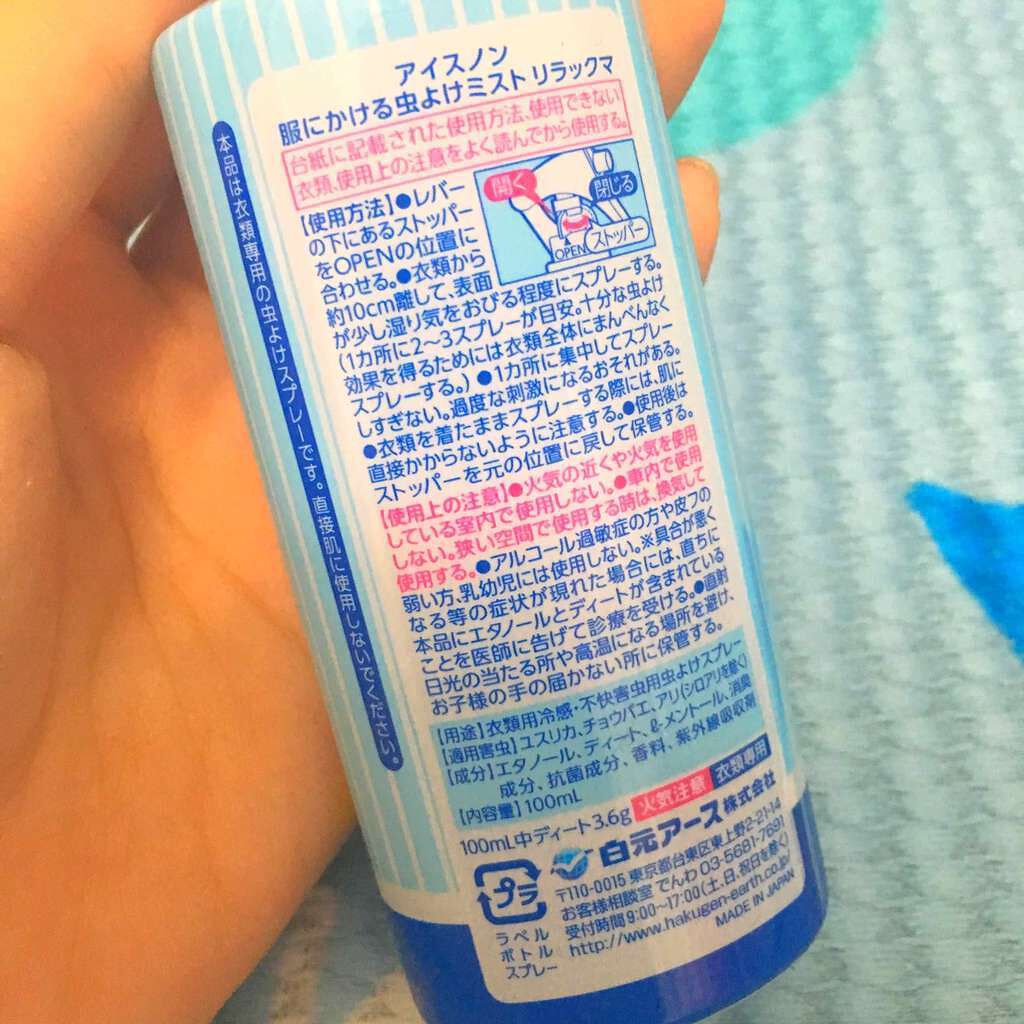 アイスノン
服にかける虫よけミスト リラックマ
台紙に記載された使用方法、使用できない
衣類、使用上の注意をよく読んでから使用する。
【使用方法】●レバー
の下にあるストッパー
をOPENの位置に
合わせる。●衣類から
約10cm離して、表面
が少し湿り気をおびる程度にスプレーする。
(1カ所に2〜3スプレーが目安。十分な虫よけ
効果を得るためには衣類全体にまんべんなく
スプレーする。)●1カ所に集中してスプレー
しすぎない。過度な刺激になるおそれがある。
●衣類を着たままスプレーする際には、肌に
直接かからないように注意する。●使用後は
ストッパーを元の位置に戻して保管する。
開く
閉じる
OPEN
ストッパー
【使用上の注意】●火気の近くや火気を使用
している室内で使用しない。●車内で使用
しない。狭い空間で使用する時は、換気して
使用する。●アルコール過敏症の方や皮フの
弱い方、乳幼児には使用しない。※具合が悪く
なる等の症状が現れた場合には、直ちに
本品にエタノールとディートが含まれている
ことを医師に告げて診療を受ける。●直射
日光の当たる所や高温になる場所を避け、
お子様の手の届かない所に保管する。
【用途】衣類用冷感・不快害虫用虫よけスプレー
【適用害虫】ユスリカ、チョウバエ、アリ(シロアリを除く)
【成分】エタノール、ディート、ℓ-メントール、消臭
成分、抗菌成分、香料、紫外線吸収剤
【内容量】100mL
火気注意 衣類専用
100mL中ディート3.6g
白元アース株式会社
〒110-0015 東京都台東区東上野2-21-14
お客様相談室 でんわ 03-5681-7691
受付時間9:00〜17:00(土、日、祝日を除く)
http://www.hakugen-earth.co.jp/
MADE IN JAPAN
プラ
ラベル
ボトル
スプレー
本品は衣類専用の虫よけスプレーです。直接肌に使用しないでください。